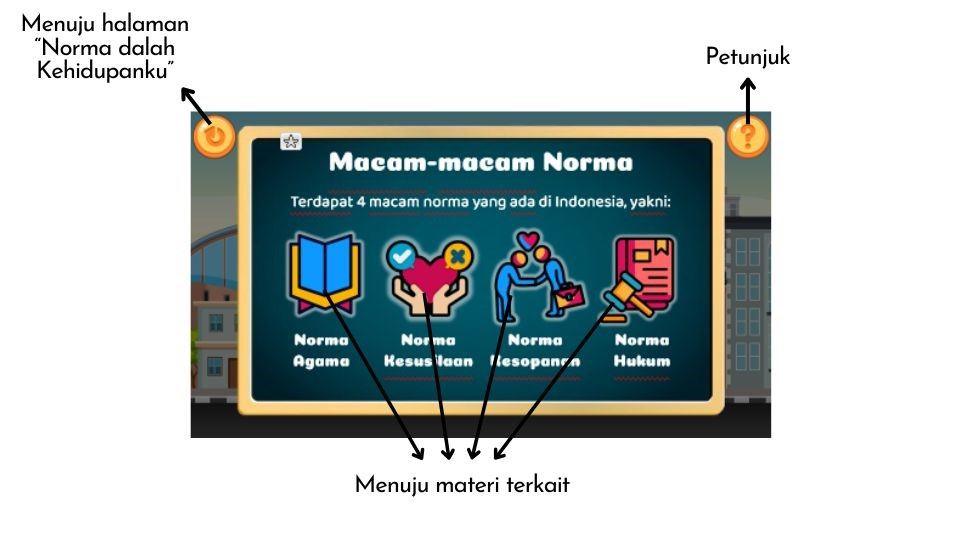 Menuju halaman
“Norma dalah
Kehidupanku”
Petunjuk
?
Macam-macam Norma
Terdapat 4 macam norma yang ada di Indonesia, yakni:
Norma
Agama
Norma
Kesusilaan
Norma
Kesopanan
Norma
Hukum
Menuju materi terkait